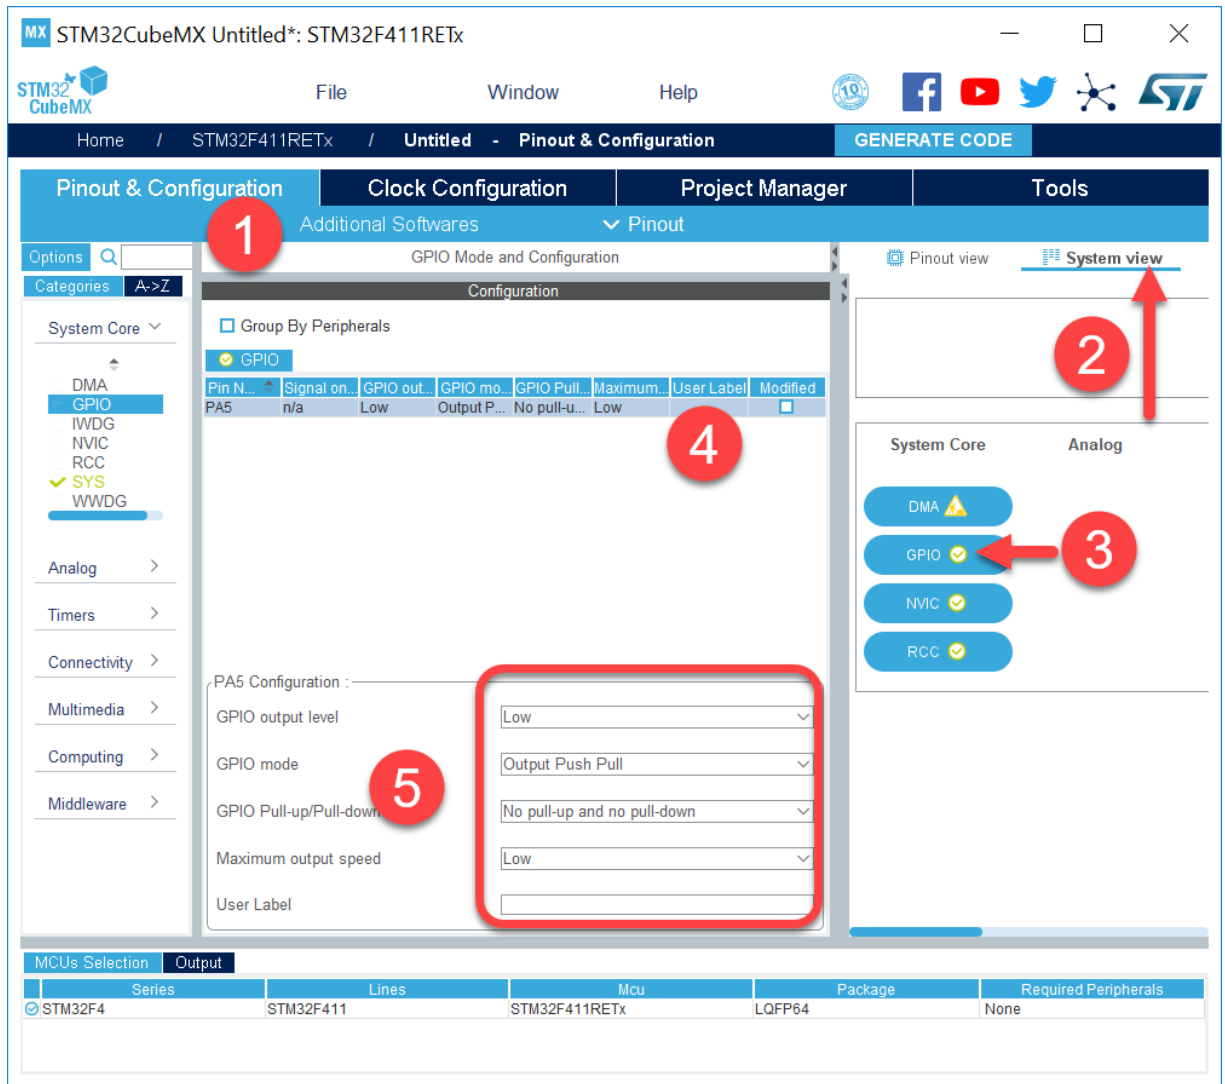 MX STM32CubeMX Untitled*: STM32F411RETx
STM32 CubeMX
File Window Help
10
Home / STM32F411RETx / Untitled - Pinout & Configuration GENERATE CODE
Pinout & Configuration Clock Configuration Project Manager Tools
1 Additional Softwares Pinout
Options GPIO Mode and Configuration Pinout view System view
Categories A->Z Configuration
System Core Group By Peripherals
2
GPIO
DMA
GPIO
IWDG
NVIC
RCC
SYS
WWDG
Analog
Timers
Connectivity
Multimedia
Computing
Middleware
Pin N... Signal on... GPIO out... GPIO mo... GPIO Pull... Maximum... User Label Modified
PA5 n/a Low Output P... No pull-u... Low
4
System Core Analog
DMA
GPIO 3
NVIC
RCC
PA5 Configuration :
GPIO output level Low
GPIO mode Output Push Pull
5
GPIO Pull-up/Pull-down No pull-up and no pull-down
Maximum output speed Low
User Label
MCUs Selection Output
Series Lines Mcu Package Required Peripherals
STM32F4 STM32F411 STM32F411RETx LQFP64 None